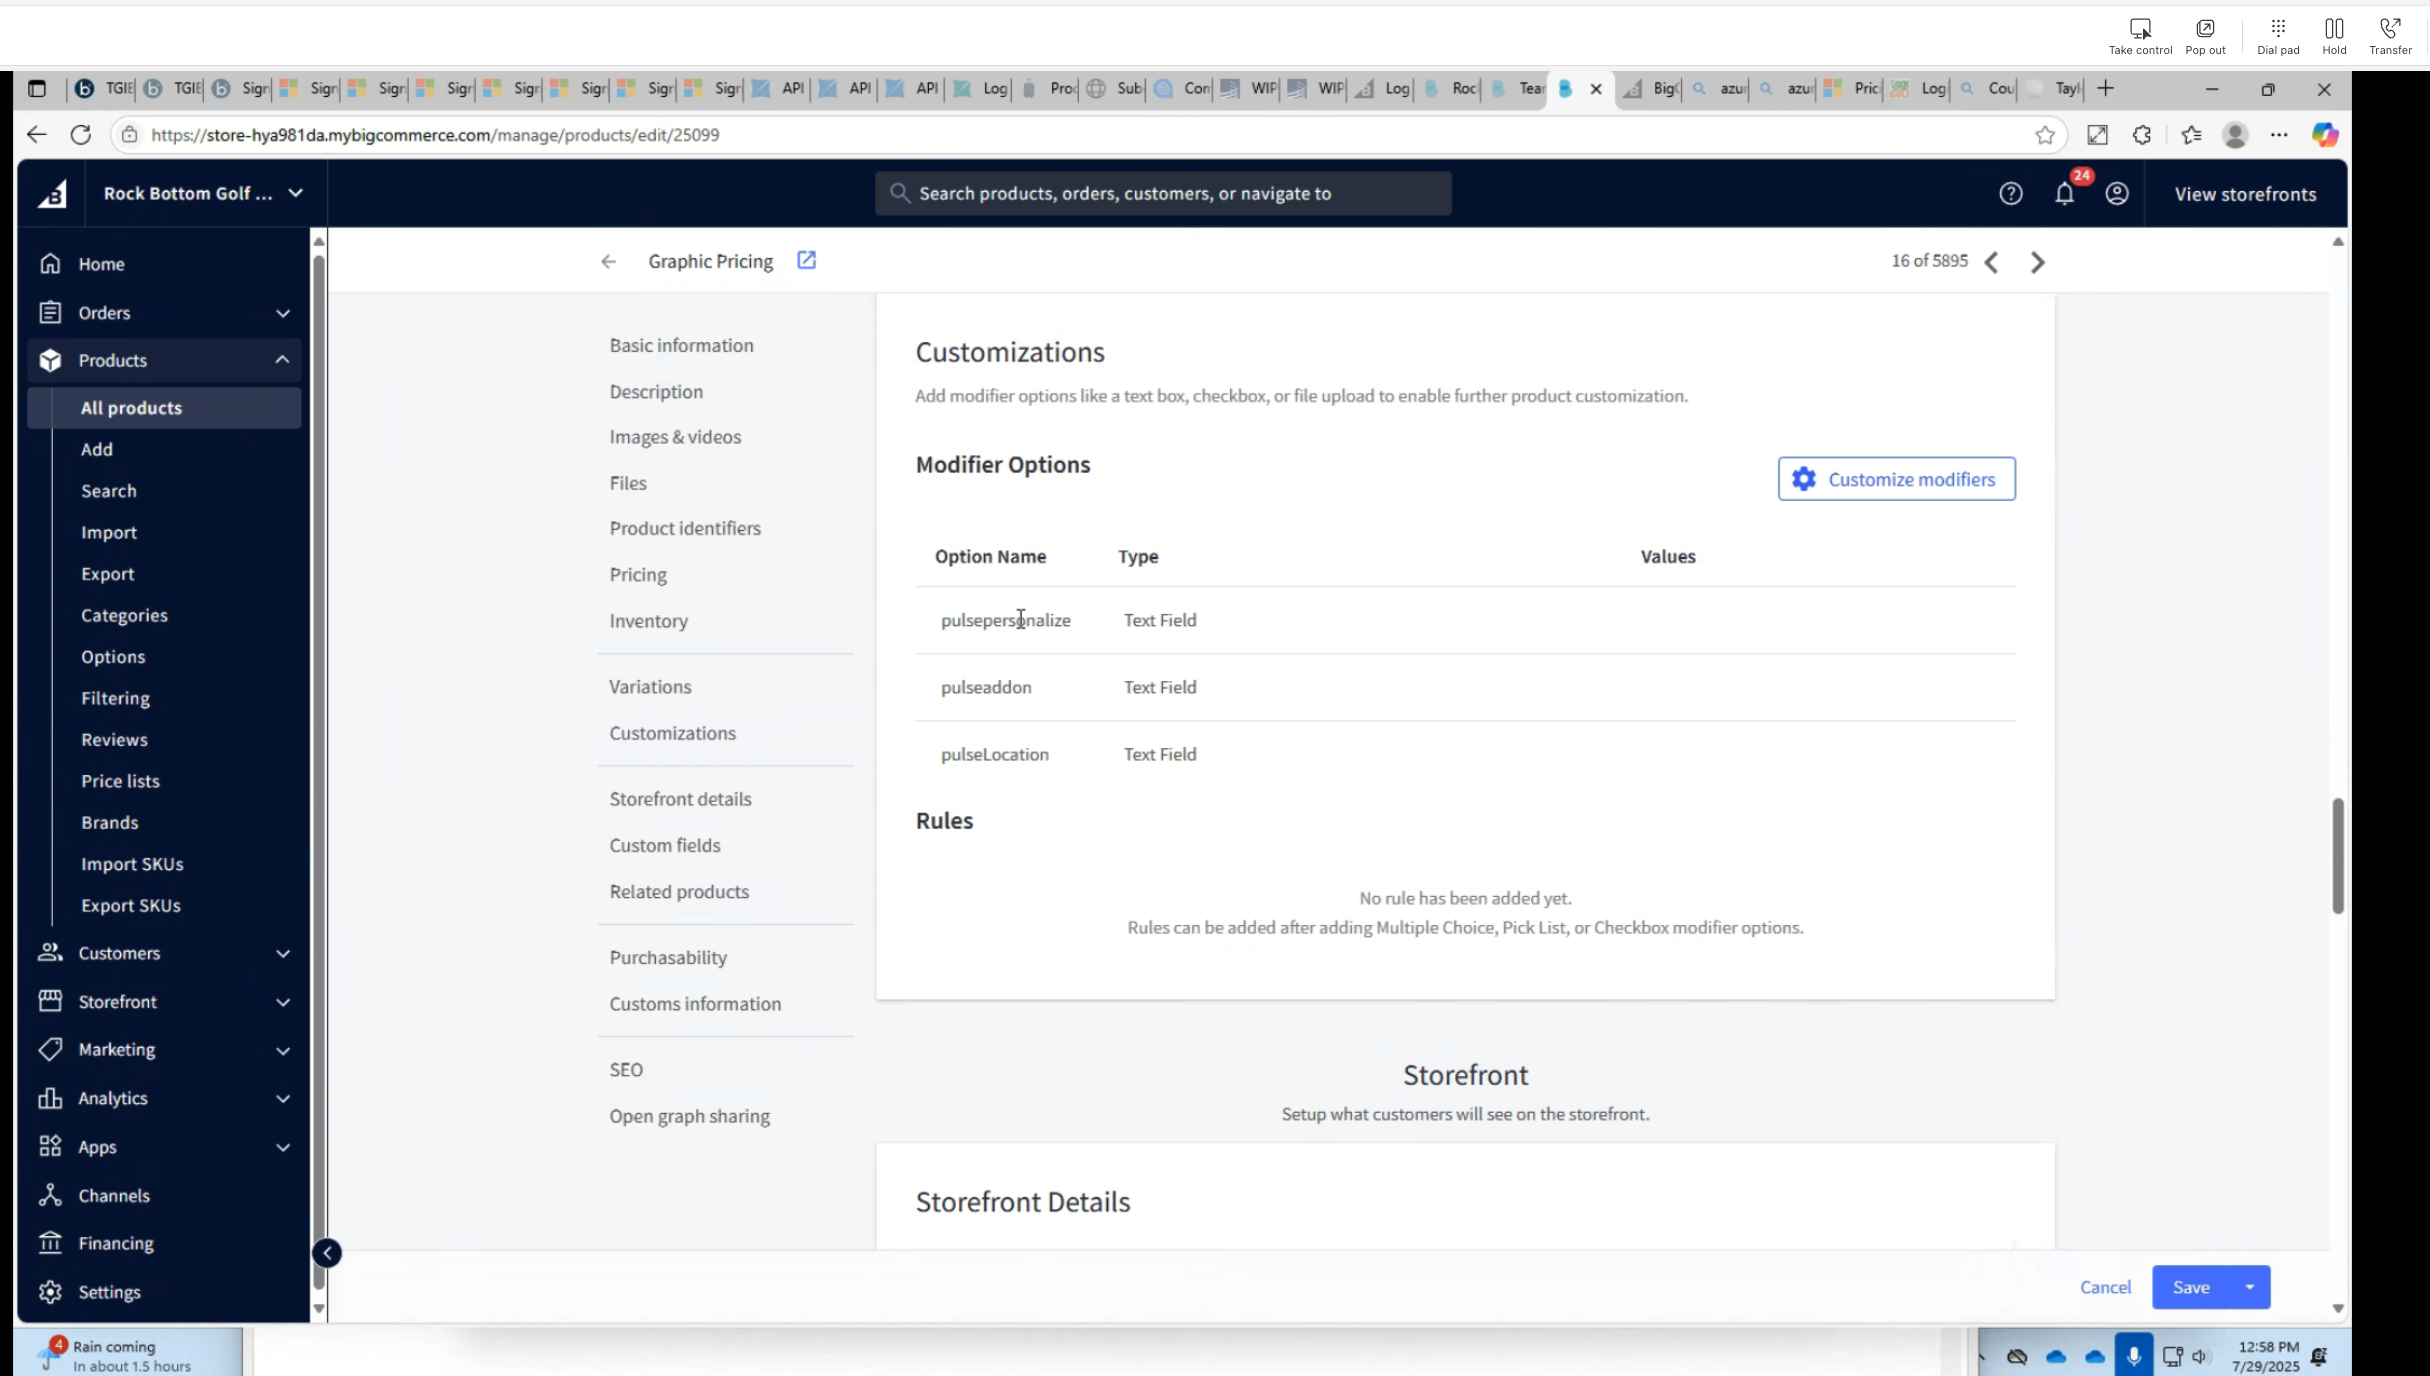 Take control
Pop out
Dial pad
Hold
Transfer
TGIE
TGIE
Sign
Sign
Sign
Sign
Sign
Sign
Sign
Sign
API
API
API
Log
Proc
Sub
Con
WIP
WIP
Log
Roc
Tear
BigC
azur
azur
Prici
Log
Cou
Tayl
https://store-hya981da.mybigcommerce.com/manage/products/edit/25099
Rock Bottom Golf ...
Search products, orders, customers, or navigate to
24
View storefronts
Home
Orders
Products
All products
Add
Search
Import
Export
Categories
Options
Filtering
Reviews
Price lists
Brands
Import SKUs
Export SKUs
Customers
Storefront
Marketing
Analytics
Apps
Channels
Financing
Settings
Graphic Pricing
16 of 5895
Basic information
Description
Images & videos
Files
Product identifiers
Pricing
Inventory
Variations
Customizations
Storefront details
Custom fields
Related products
Purchasability
Customs information
SEO
Open graph sharing
Customizations
Add modifier options like a text box, checkbox, or file upload to enable further product customization.
Modifier Options
Customize modifiers
Option Name Type Values
pulsepersonalize Text Field
pulseaddon Text Field
pulseLocation Text Field
Rules
No rule has been added yet.
Rules can be added after adding Multiple Choice, Pick List, or Checkbox modifier options.
Storefront
Setup what customers will see on the storefront.
Storefront Details
Cancel
Save
4
Rain coming
In about 1.5 hours
12:58 PM
7/29/2025